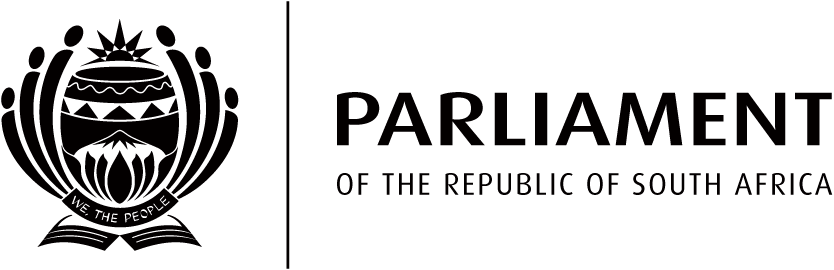 WE, THE PEOPLE
PARLIAMENT
OF THE REPUBLIC OF SOUTH AFRICA